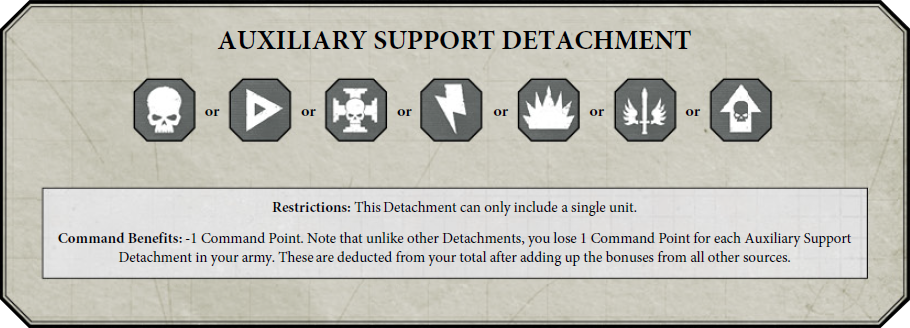 AUXILIARY SUPPORT DETACHMENT
or or or or or or
Restrictions: This Detachment can only include a single unit.
Command Benefits: -1 Command Point. Note that unlike other Detachments, you lose 1 Command Point for each Auxiliary Support
Detachment in your army. These are deducted from your total after adding up the bonuses from all other sources.